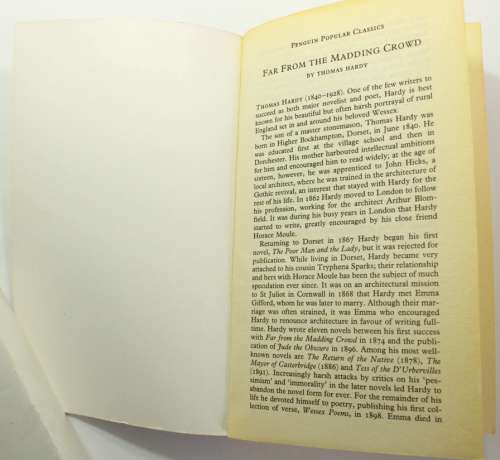 PENGUIN POPULAR CLASSICS
FAR FROM THE MADDING CROWD
BY THOMAS HARDY
THOMAS HARDY (1840–1928). One of few writers to
succeed as both major novelist and poet, Hardy is best
known for his beautiful but often harsh portrayal of rural
England set in and around his beloved Wessex.
The son of a master stonemason, Thomas Hardy was
born in Higher Bockhampton, Dorset, in June 1840. He
was educated first at the village school and then in
Dorchester. His mother harboured intellectual ambitions
for him and encouraged him to read widely; at the age of
sixteen, however, he was apprenticed to John Hicks, a
local architect, where he was trained in the architecture of
Gothic revival, an interest that stayed with Hardy for the
rest of his life. In 1862 Hardy moved to London to follow
his profession, working for the architect Arthur Blom-
field. It was during his busy years in London that Hardy
started to write, greatly encouraged by his close friend
Horace Moule.
Returning to Dorset in 1867 Hardy began his first
novel, The Poor Man and the Lady, but it was rejected for
publication. While living in Dorset, Hardy became very
attached to his cousin Tryphena Sparks; their relationship
and hers with Horace Moule has been the subject of much
speculation ever since. It was on an architectural mission
to St Juliot in Cornwall in 1868 that Hardy met Emma
Gifford, whom he was later to marry. Although their mar-
riage was often strained, it was Emma who encouraged
Hardy to renounce architecture in favour of writing full-
time. Hardy wrote eleven novels between his first success
with Far from the Madding Crowd in 1874 and the publi-
cation of Jude the Obscure in 1896. Among his most well-
known novels are The Return of the Native (1878), The
Mayor of Casterbridge (1886) and Tess of the D'Urbervilles
(1891). Increasingly harsh attacks by critics on his 'pes-
simism' and 'immorality' in the later novels led Hardy to
abandon the novel form for ever. For the remainder of his
life he devoted himself to poetry, publishing his first col-
lection of verse, Wessex Poems, in 1898. Emma died in